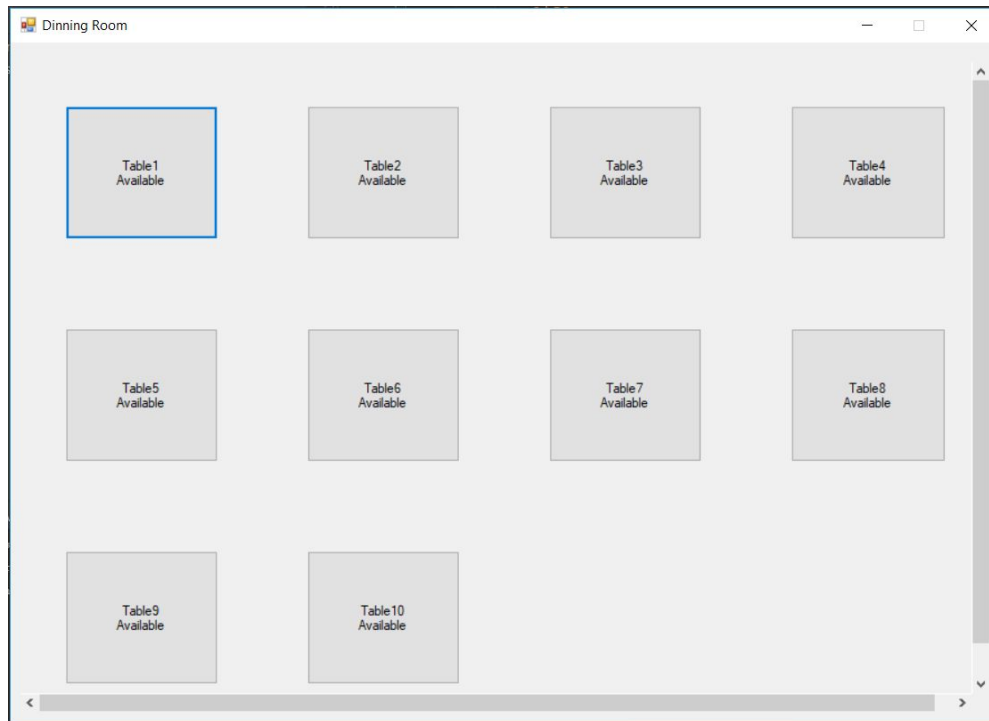 Dinning Room
Table1
Available
Table2
Available
Table3
Available
Table4
Available
Table5
Available
Table6
Available
Table7
Available
Table8
Available
Table9
Available
Table10
Available